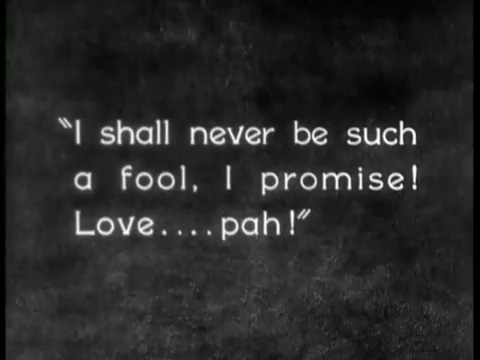 "I shall never be such
a fool, I promise!
Love....pah!"